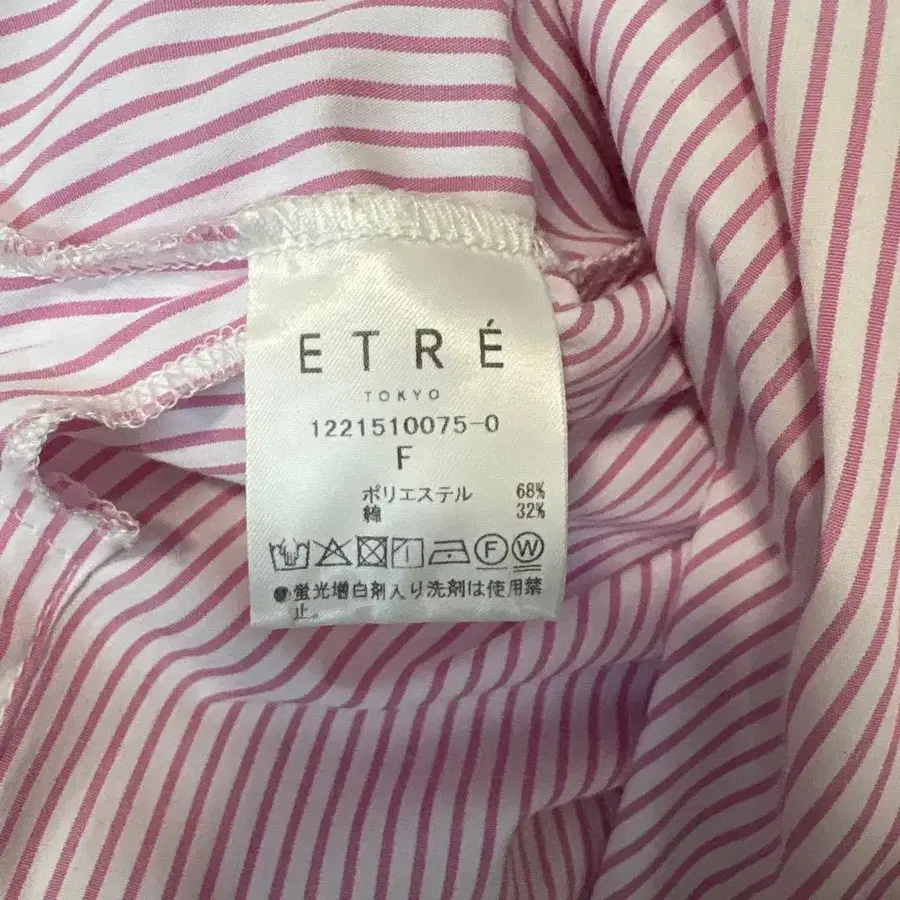 ETRÉ
TOKYO
1221510075-0
F
ポリエステル 68%
綿 32%
F W
●蛍光増白剤入り洗剤は使用禁
止。